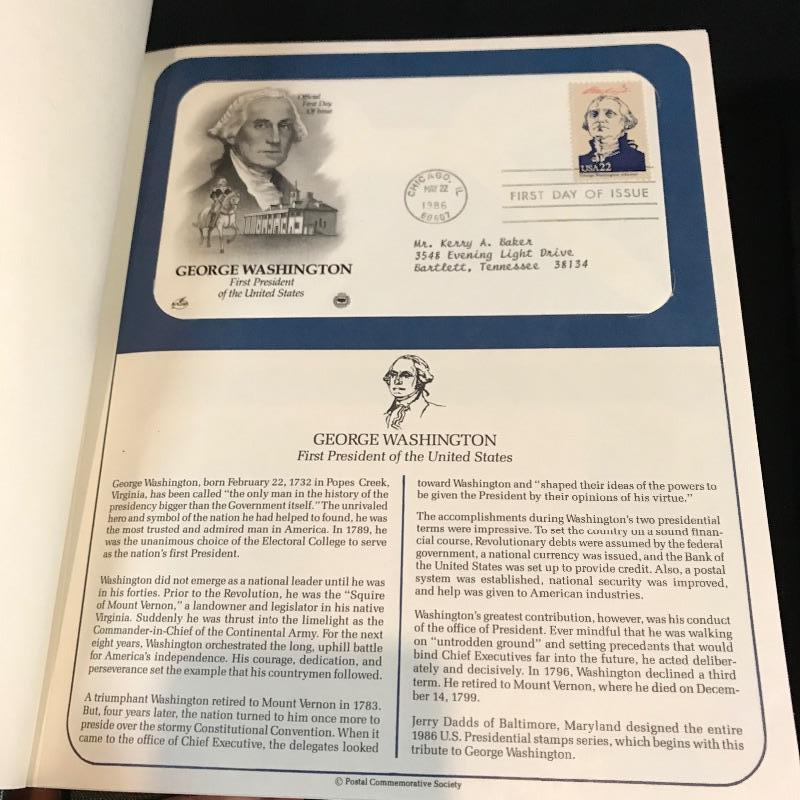 Official
First Day
Of Issue
USA22
CHICAGO, IL
MAY 22
1986
60607
FIRST DAY OF ISSUE
Mr. Kerry A. Baker
3548 Evening Light Drive
Bartlett, Tennessee 38134
GEORGE WASHINGTON
First President
of the United States
GEORGE WASHINGTON
First President of the United States
George Washington, born February 22, 1732 in Popes Creek,
Virginia, has been called "the only man in the history of the
presidency bigger than the Government itself." The unrivaled
hero and symbol of the nation he had helped to found, he was
the most trusted and admired man in America. In 1789, he
was the unanimous choice of the Electoral College to serve
as the nation's first President.
Washington did not emerge as a national leader until he was
in his forties. Prior to the Revolution, he was the "Squire
of Mount Vernon," a landowner and legislator in his native
Virginia. Suddenly he was thrust into the limelight as the
Commander-in-Chief of the Continental Army. For the next
eight years, Washington orchestrated the long, uphill battle
for America's independence. His courage, dedication, and
perseverance set the example that his countrymen followed.
A triumphant Washington retired to Mount Vernon in 1783.
But, four years later, the nation turned to him once more to
preside over the stormy Constitutional Convention. When it
came to the office of Chief Executive, the delegates looked
toward Washington and "shaped their ideas of the powers to
be given the President by their opinions of his virtue."
The accomplishments during Washington's two presidential
terms were impressive. To set the country on a sound finan-
cial course, Revolutionary debts were assumed by the federal
government, a national currency was issued, and the Bank of
the United States was set up to provide credit. Also, a postal
system was established, national security was improved,
and help was given to American industries.
Washington's greatest contribution, however, was his conduct
of the office of President. Ever mindful that he was walking
on "untrodden ground" and setting precedants that would
bind Chief Executives far into the future, he acted deliber-
ately and decisively. In 1796, Washington declined a third
term. He retired to Mount Vernon, where he died on Decem-
ber 14, 1799.
Jerry Dadds of Baltimore, Maryland designed the entire
1986 U.S. Presidential stamps series, which begins with this
tribute to George Washington.
© Postal Commemorative Society